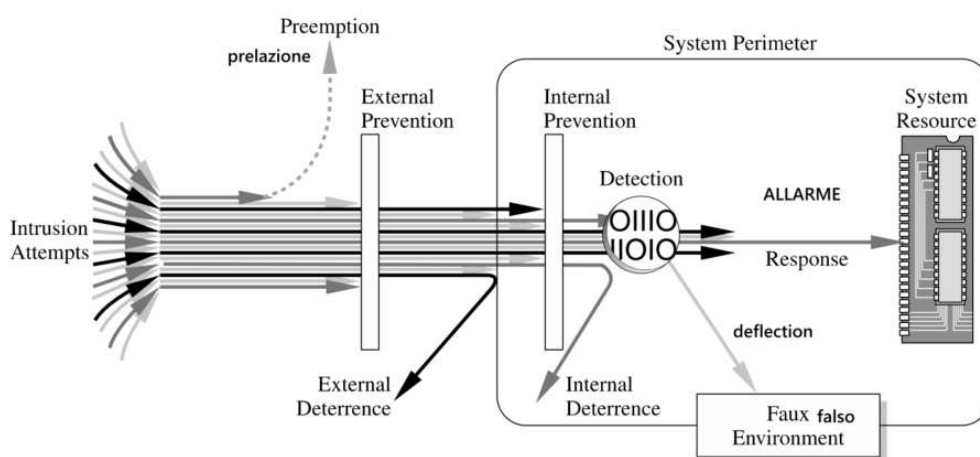 Preemption
prelazione
System Perimeter
External
Prevention
Internal
Prevention
System
Resource
Detection
ALLARME
OIIIO
IIOIO
Intrusion
Attempts
Response
deflection
External
Deterrence
Internal
Deterrence
Faux falso
Environment